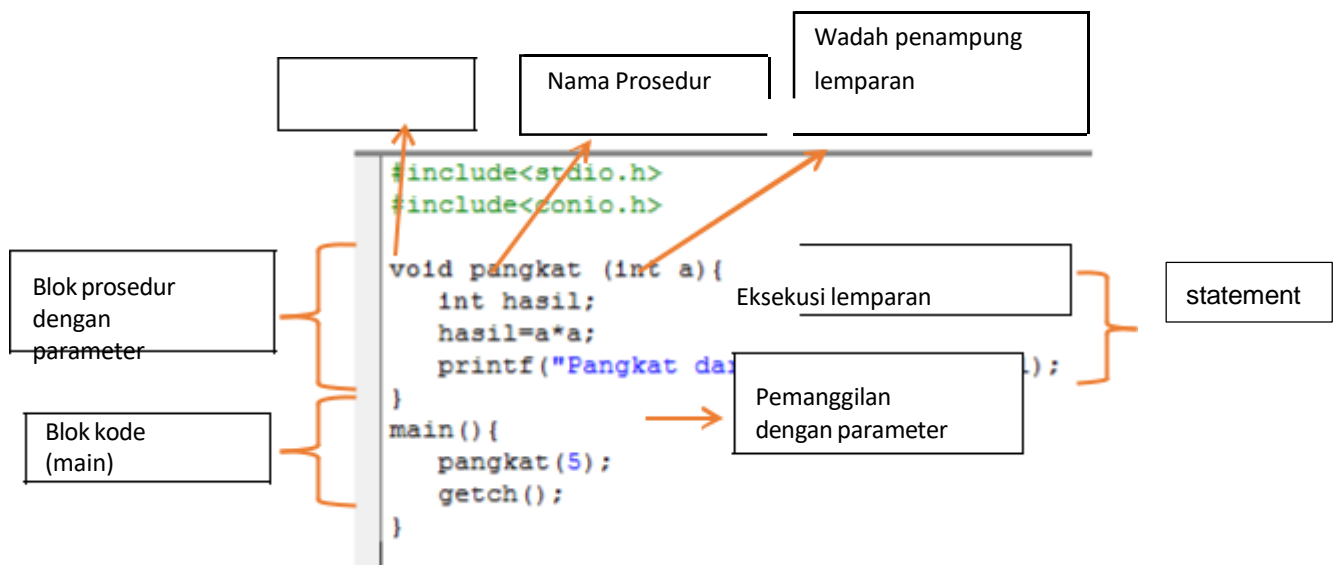 Wadah penampung
lemparan
Nama Prosedur
#include<stdio.h>
#include<conio.h>
void pangkat (int a){
int hasil;
hasil=a*a;
printf("Pangkat
);
}
main(){
pangkat(5);
getch();
}
Blok prosedur
dengan
parameter
Blok kode
(main)
Eksekusi lemparan
statement
Pemanggilan
dengan parameter